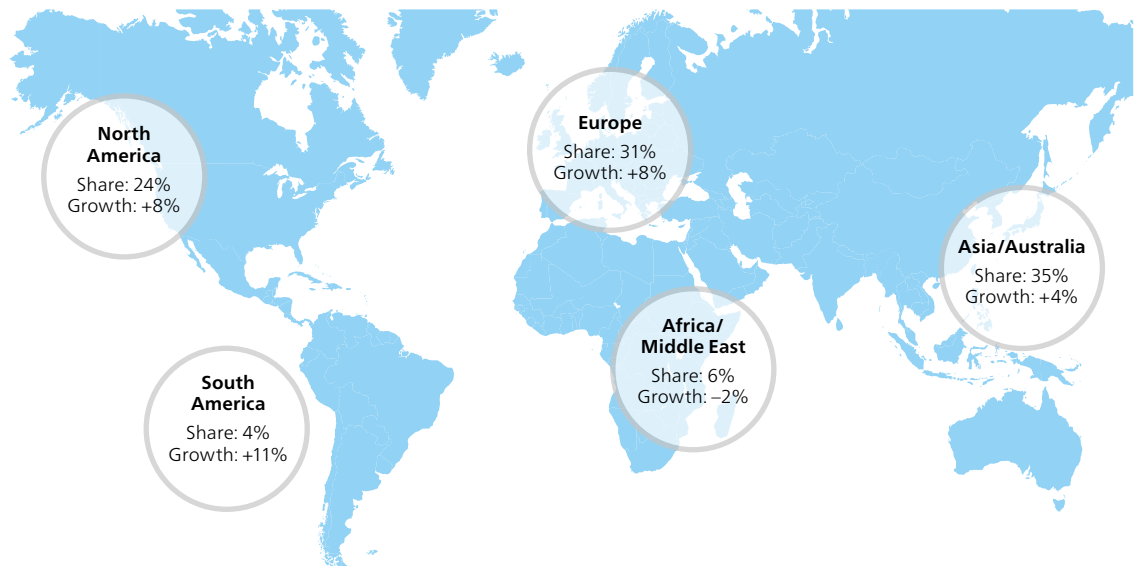 North
America
Share: 24%
Growth: +8%
Europe
Share: 31%
Growth: +8%
Asia/Australia
Share: 35%
Growth: +4%
Africa/
Middle East
Share: 6%
Growth: –2%
South
America
Share: 4%
Growth: +11%